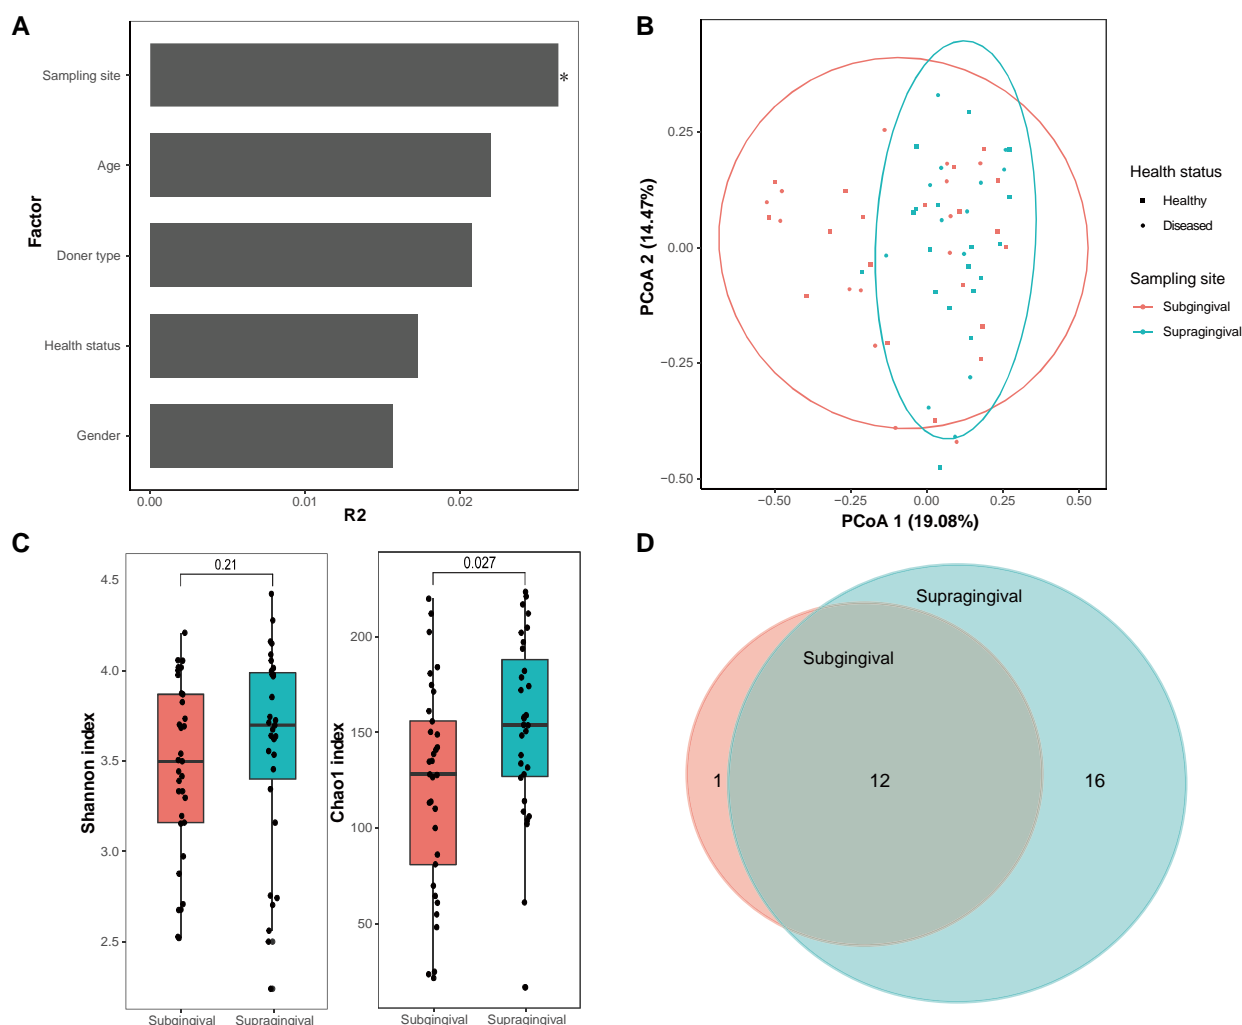 A
Sampling site
*
Age
Factor
Doner type
Health status
Gender
0.00
0.01
0.02
R2
B
0.25
0.00
−0.25
−0.50
PCoA 2 (14.47%)
−0.50
−0.25
0.00
0.25
0.50
PCoA 1 (19.08%)
Health status
Healthy
Diseased
Sampling site
Subgingival
Supragingival
C
0.21
4.5
4.0
3.5
3.0
2.5
Shannon index
Subgingival
Supragingival
0.027
200
150
100
50
Chao1 index
Subgingival
Supragingival
D
Supragingival
Subgingival
1
12
16